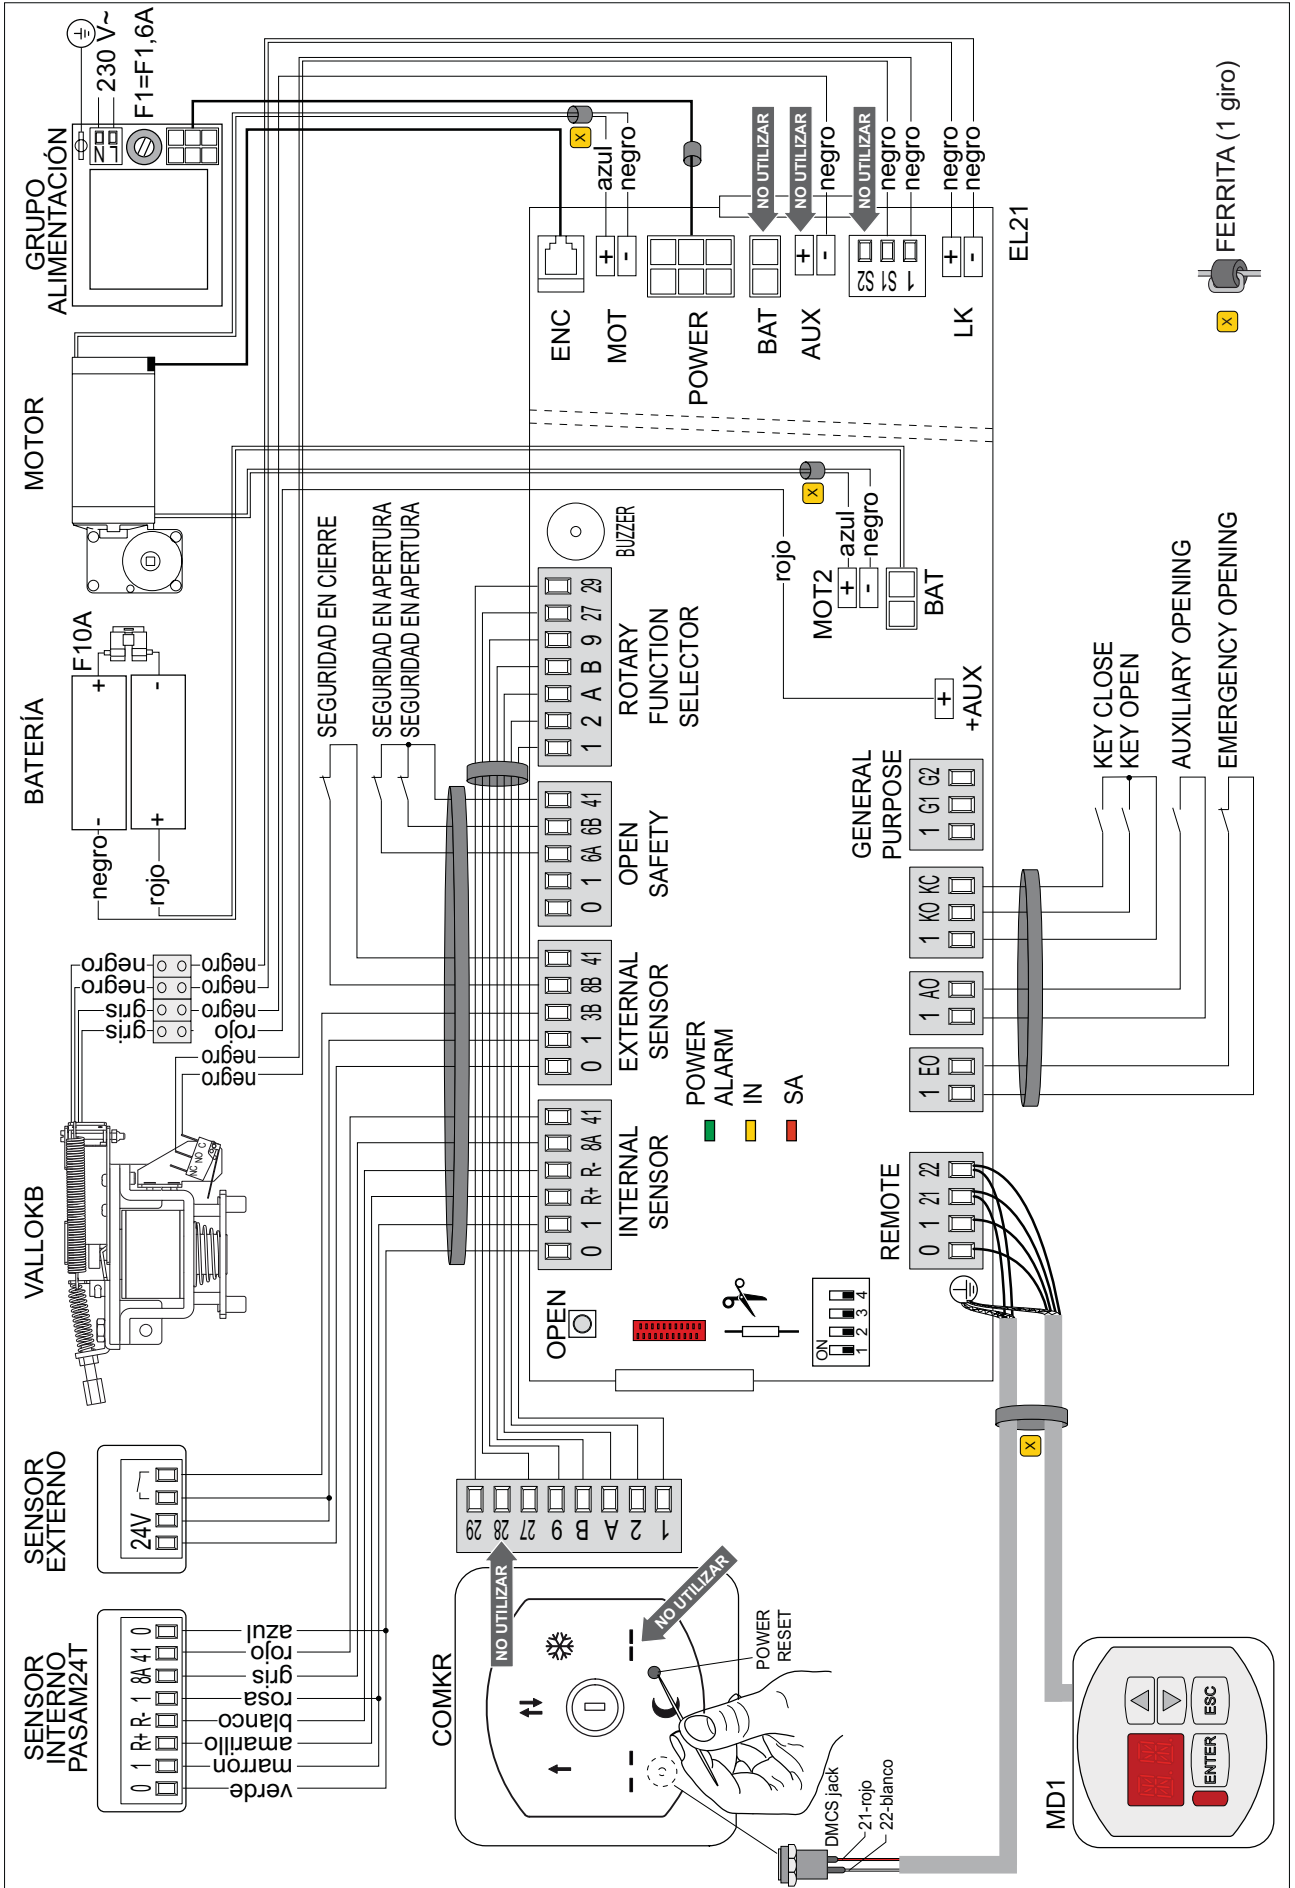 SENSOR
INTERNO
PASAM24T
0 1 R+ R- 1 8A 41 0
verde
marron
amarillo
blanco
rosa
gris
rojo
azul
SENSOR
EXTERNO
24V
VALLOKB
NC NO C
gris
gris
negro
negro
rojo
negro
negro
negro
negro
negro
BATERÍA
negro
rojo
- +
+ -
F10A
MOTOR
GRUPO
ALIMENTACIÓN
L N
230 V~
F1=F1,6A
COMKR
NO UTILIZAR
NO UTILIZAR
POWER
RESET
1 2 A B 9 27 28 29
DMCS jack
21-rojo
22-blanco
MD1
ENTER
ESC
OPEN
ON
1 2 3 4
0 1 R+ R- 8A 41
INTERNAL
SENSOR
0 1 3B 8B 41
EXTERNAL
SENSOR
0 1 6A 6B 41
OPEN
SAFETY
1 2 A B 9 27 29
ROTARY
FUNCTION
SELECTOR
BUZZER
SEGURIDAD EN CIERRE
SEGURIDAD EN APERTURA
SEGURIDAD EN APERTURA
POWER
ALARM
IN
SA
REMOTE
0 1 21 22
1 EO
1 AO
1 KO KC
GENERAL
PURPOSE
1 G1 G2
+
+AUX
rojo
MOT2
+ azul
- negro
BAT
KEY CLOSE
KEY OPEN
AUXILIARY OPENING
EMERGENCY OPENING
ENC
MOT
+ azul
- negro
POWER
BAT
NO UTILIZAR
AUX
+ NO UTILIZAR
- negro
1 S1 S2
NO UTILIZAR
negro
negro
LK
+ negro
- negro
EL21
X
X
X
X FERRITA (1 giro)